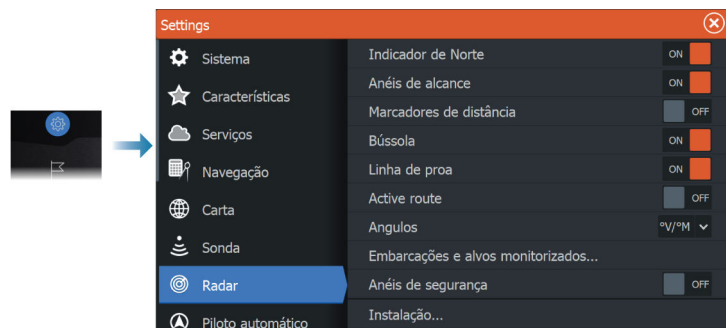 Settings
Sistema
Características
Serviços
Navegação
Carta
Sonda
Radar
Piloto automático
Indicador de Norte ON
Anéis de alcance ON
Marcadores de distância OFF
Bússola ON
Linha de proa ON
Active route OFF
Angulos °V/°M
Embarcações e alvos monitorizados...
Anéis de segurança OFF
Instalação...